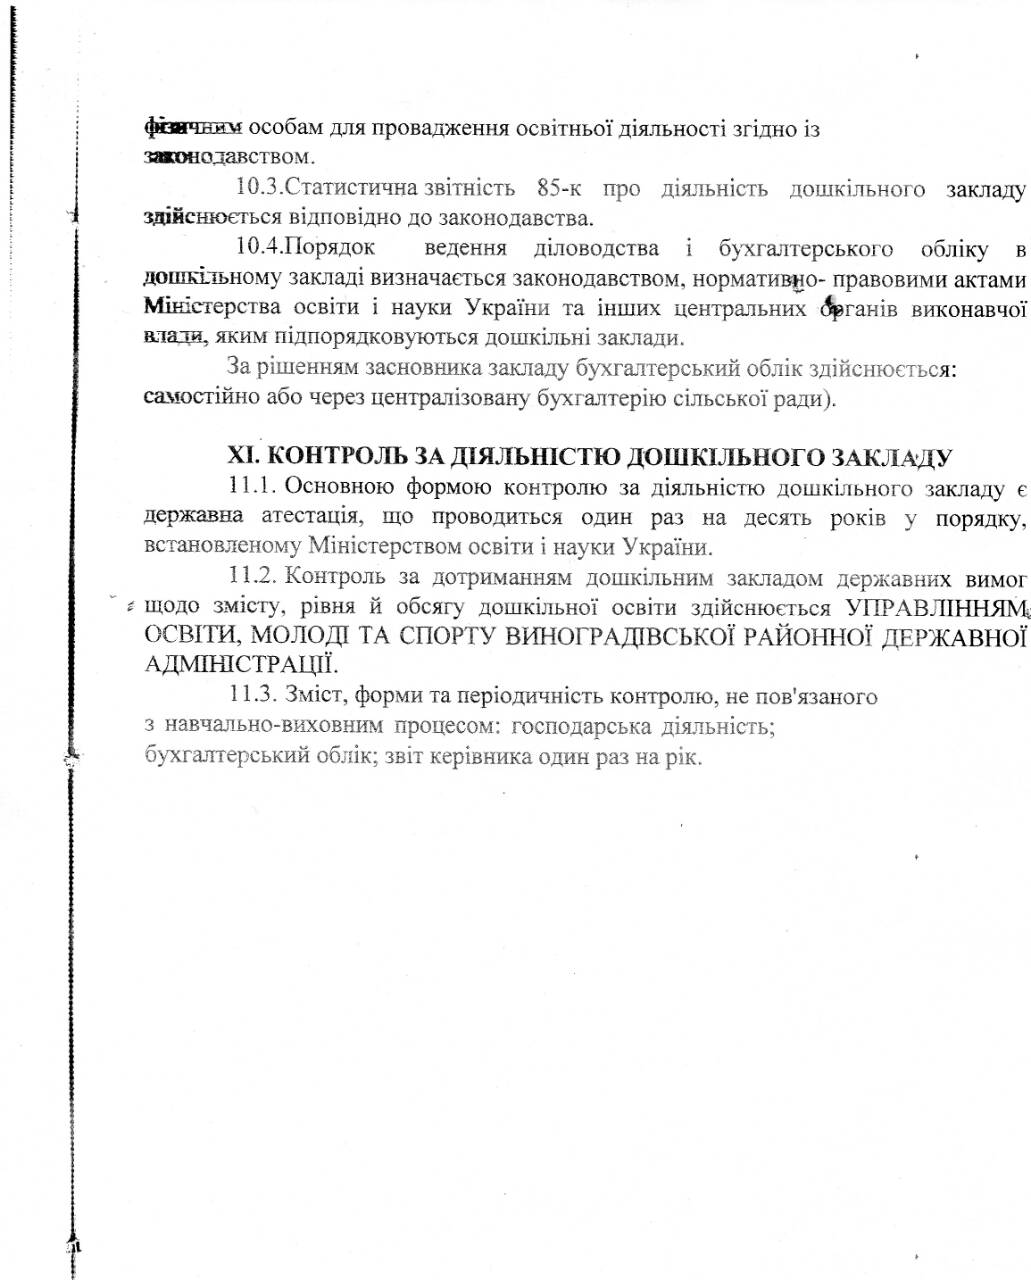 фізичним особам для провадження освітньої діяльності згідно із
законодавством.
10.3.Статистична звітність 85-к про діяльність дошкільного закладу
здійснюється відповідно до законодавства.
10.4.Порядок ведення діловодства і бухгалтерського обліку в
дошкільному закладі визначається законодавством, нормативно- правовими актами
Міністерства освіти і науки України та інших центральних органів виконавчої
влади, яким підпорядковуються дошкільні заклади.
За рішенням засновника закладу бухгалтерський облік здійснюється:
самостійно або через централізовану бухгалтерію сільської ради).
XI. КОНТРОЛЬ ЗА ДІЯЛЬНІСТЮ ДОШКІЛЬНОГО ЗАКЛАДУ
11.1. Основною формою контролю за діяльністю дошкільного закладу є
державна атестація, що проводиться один раз на десять років у порядку,
встановленому Міністерством освіти і науки України.
11.2. Контроль за дотриманням дошкільним закладом державних вимог
щодо змісту, рівня й обсягу дошкільної освіти здійснюється УПРАВЛІННЯМ
ОСВІТИ, МОЛОДІ ТА СПОРТУ ВИНОГРАДІВСЬКОЇ РАЙОННОЇ ДЕРЖАВНОЇ
АДМІНІСТРАЦІЇ.
11.3. Зміст, форми та періодичність контролю, не пов'язаного
з навчально-виховним процесом: господарська діяльність;
бухгалтерський облік; звіт керівника один раз на рік.